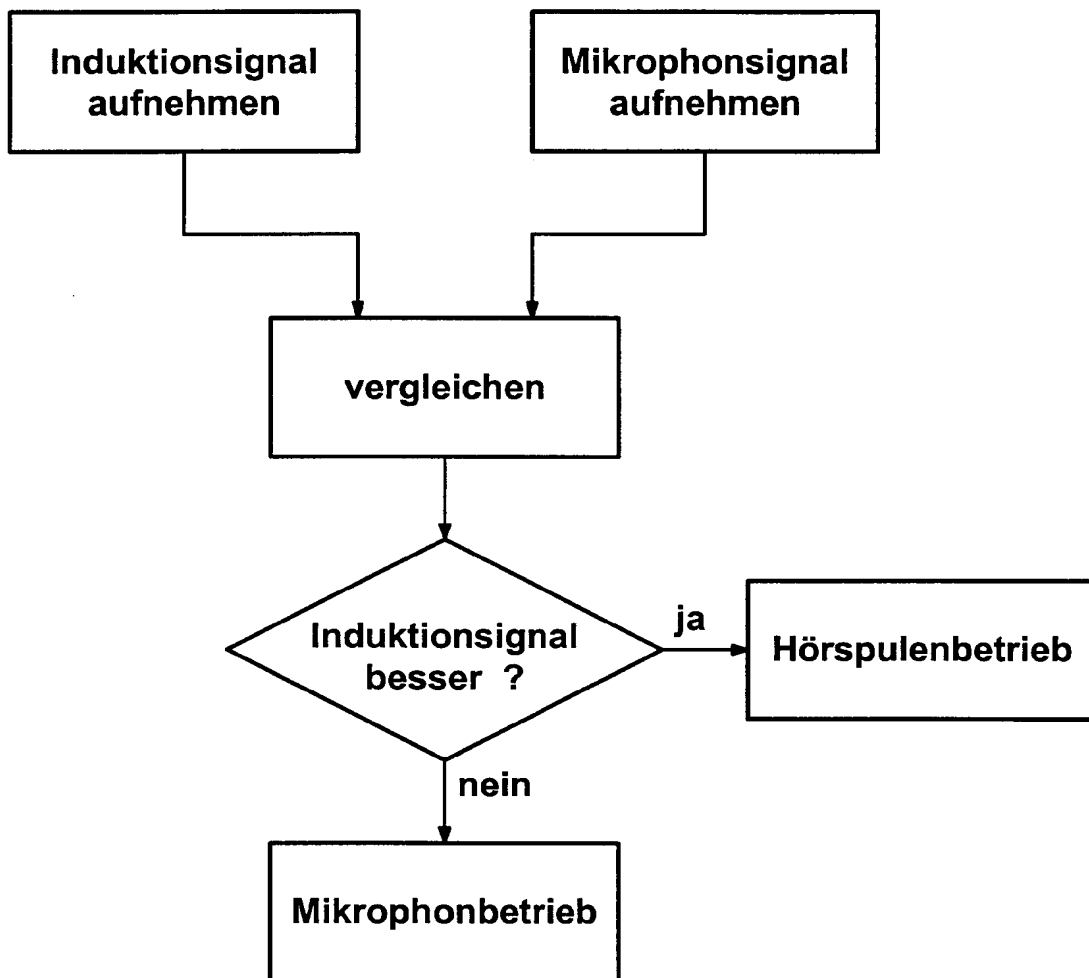 Induktionsignal
aufnehmen
Mikrophonsignal
aufnehmen
vergleichen
Induktionsignal
besser ?
ja
Hörspulenbetrieb
nein
Mikrophonbetrieb